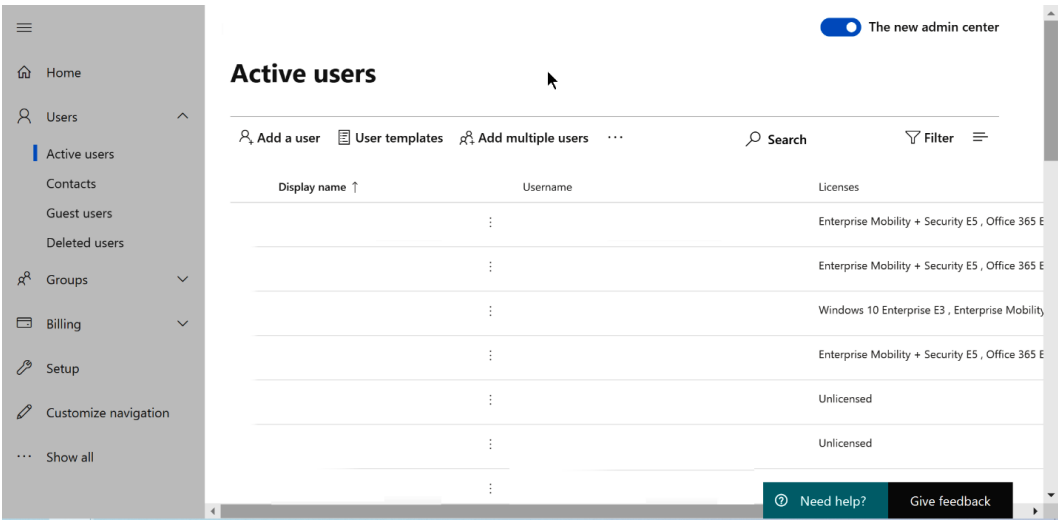 The new admin center
Home
Users
Active users
Contacts
Guest users
Deleted users
Groups
Billing
Setup
Customize navigation
Show all
Active users
Add a user User templates Add multiple users ... Search Filter
Display name ↑ Username Licenses
Enterprise Mobility + Security E5 , Office 365 E
Enterprise Mobility + Security E5 , Office 365 E
Windows 10 Enterprise E3 , Enterprise Mobility
Enterprise Mobility + Security E5 , Office 365 E
Unlicensed
Unlicensed
Need help? Give feedback